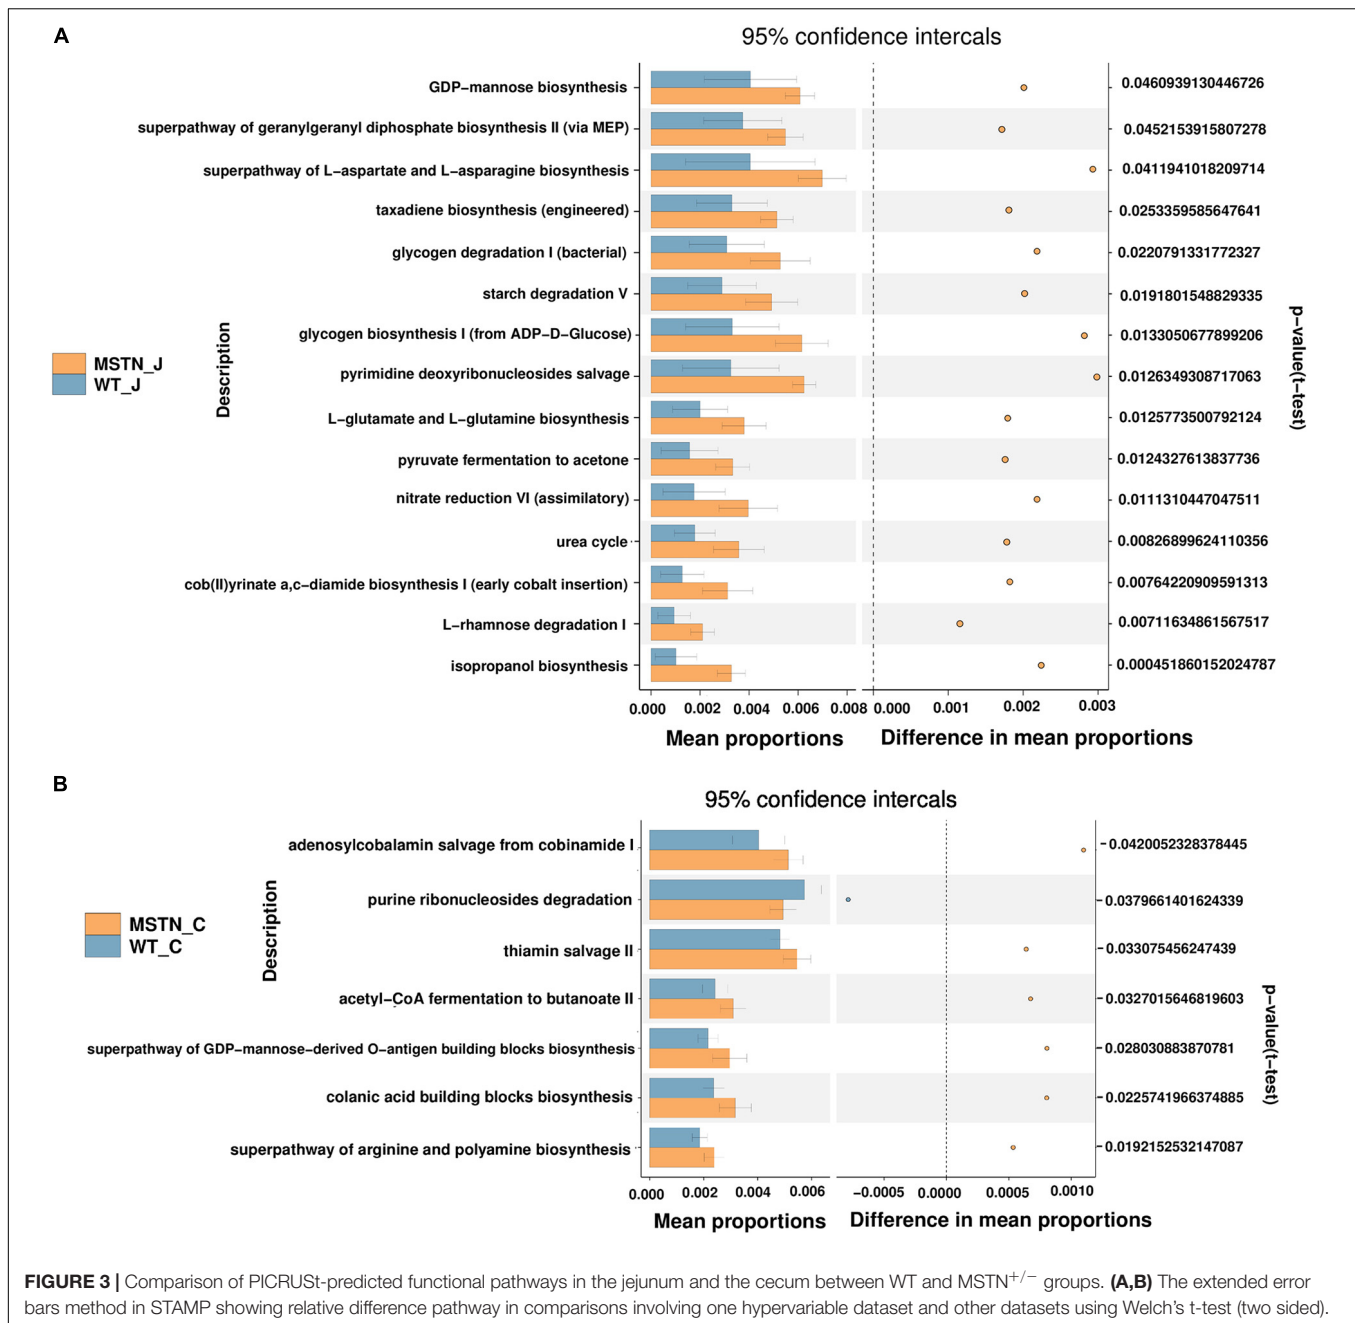 A
95% confidence intercals
GDP−mannose biosynthesis
0.0460939130446726
superpathway of geranylgeranyl diphosphate biosynthesis II (via MEP)
0.0452153915807278
superpathway of L−aspartate and L−asparagine biosynthesis
0.0411941018209714
taxadiene biosynthesis (engineered)
0.0253359585647641
glycogen degradation I (bacterial)
0.0220791331772327
starch degradation V
0.0191801548829335
glycogen biosynthesis I (from ADP−D−Glucose)
0.0133050677899206
pyrimidine deoxyribonucleosides salvage
0.0126349308717063
L−glutamate and L−glutamine biosynthesis
0.0125773500792124
pyruvate fermentation to acetone
0.0124327613837736
nitrate reduction VI (assimilatory)
0.0111310447047511
urea cycle
0.00826899624110356
cob(II)yrinate a,c−diamide biosynthesis I (early cobalt insertion)
0.00764220909591313
L−rhamnose degradation I
0.00711634861567517
isopropanol biosynthesis
0.000451860152024787
MSTN_J
WT_J
Description
p−value(t−test)
0.000 0.002 0.004 0.006 0.008 0.000 0.001 0.002 0.003
Mean proportions Difference in mean proportions
B
95% confidence intercals
adenosylcobalamin salvage from cobinamide I
0.0420052328378445
purine ribonucleosides degradation
0.0379661401624339
thiamin salvage II
0.033075456247439
acetyl−CoA fermentation to butanoate II
0.0327015646819603
superpathway of GDP−mannose−derived O−antigen building blocks biosynthesis
0.028030883870781
colanic acid building blocks biosynthesis
0.0225741966374885
superpathway of arginine and polyamine biosynthesis
0.0192152532147087
MSTN_C
WT_C
Description
p−value(t−test)
0.000 0.002 0.004 0.006 −0.0005 0.0000 0.0005 0.0010
Mean proportions Difference in mean proportions
FIGURE 3 | Comparison of PICRUSt-predicted functional pathways in the jejunum and the cecum between WT and MSTN+/− groups. (A,B) The extended error
bars method in STAMP showing relative difference pathway in comparisons involving one hypervariable dataset and other datasets using Welch's t-test (two sided).